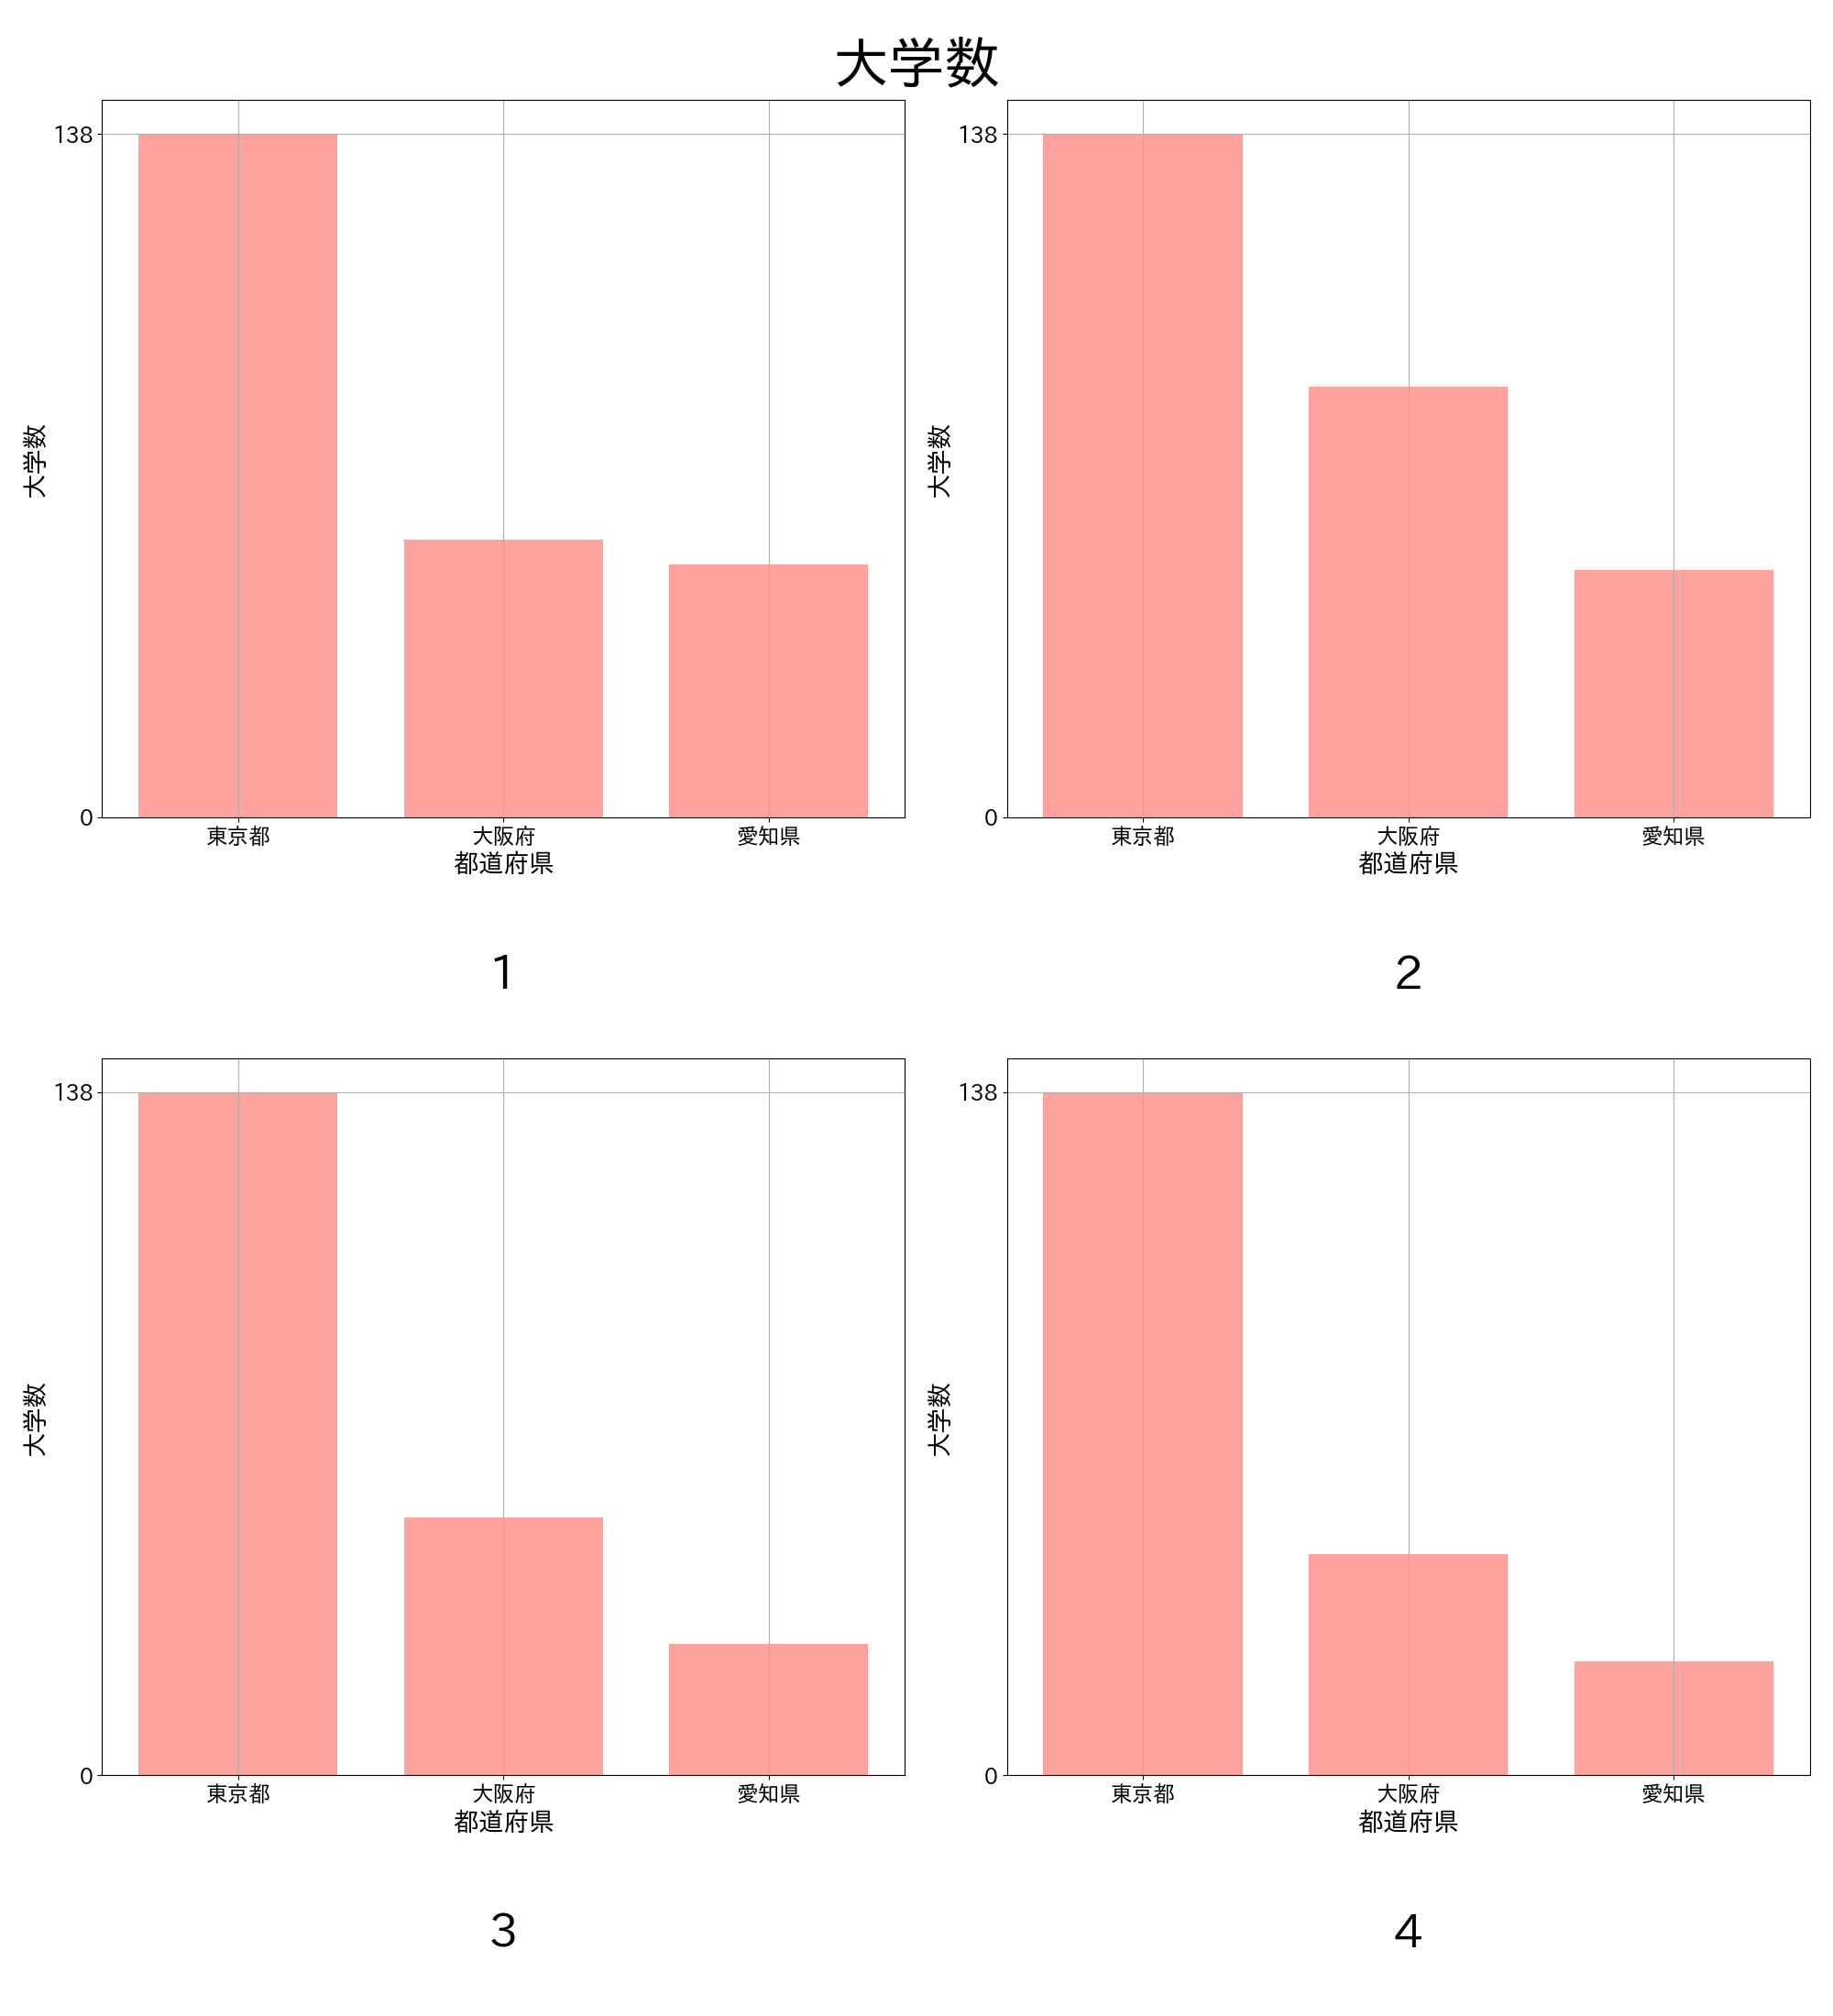 大学数
138
0
大学数
東京都 大阪府 愛知県
都道府県
1
138
0
大学数
東京都 大阪府 愛知県
都道府県
2
138
0
大学数
東京都 大阪府 愛知県
都道府県
3
138
0
大学数
東京都 大阪府 愛知県
都道府県
4